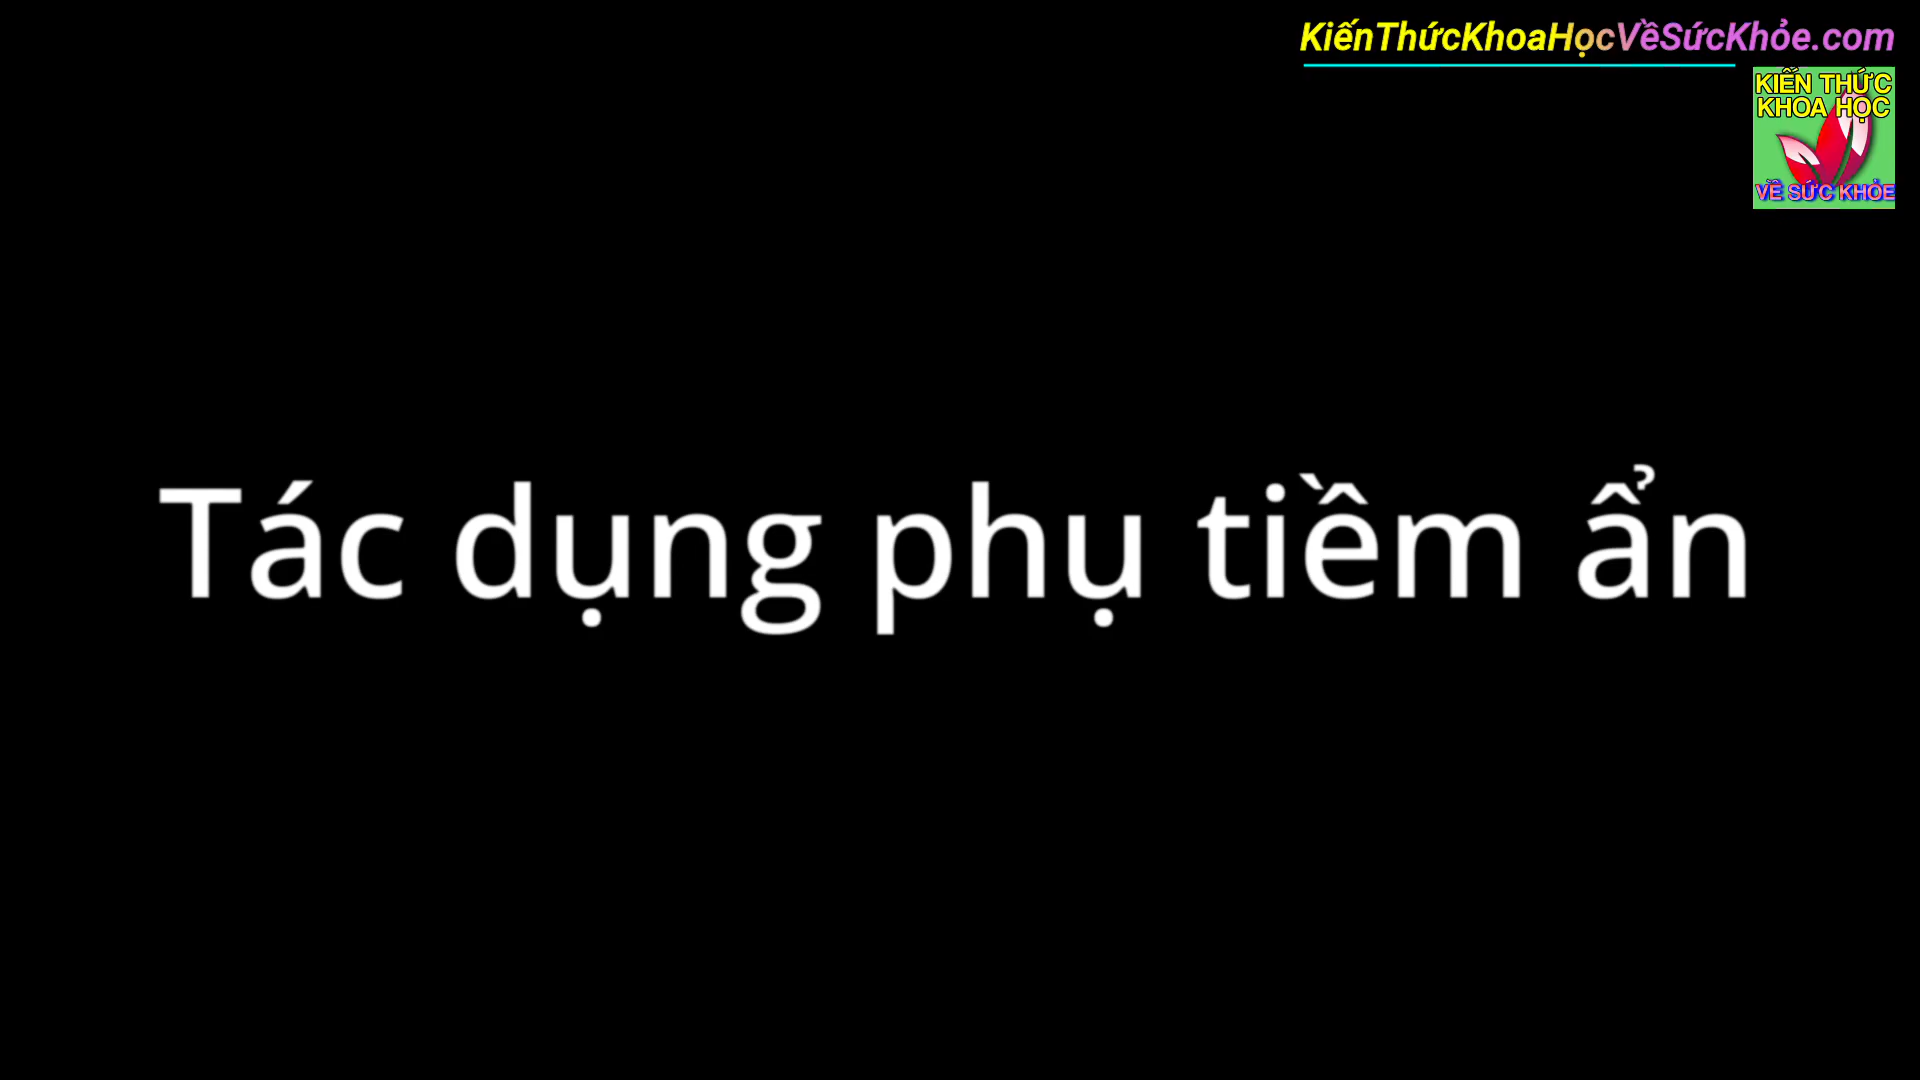 KiếnThứcKhoaHọcVềSứcKhỏe.com
KIẾN THỨC
KHOA HỌC
VỀ SỨC KHỎE
Tác dụng phụ tiềm ẩn